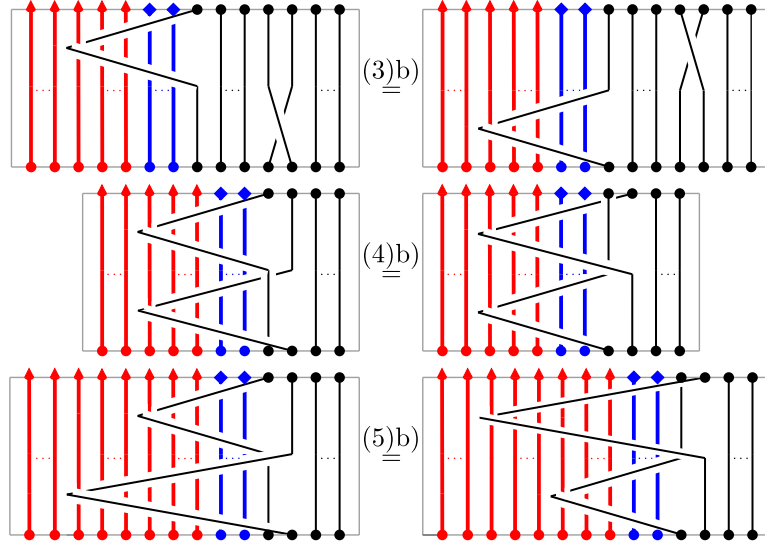 (3)b)
=
(4)b)
=
(5)b)
=